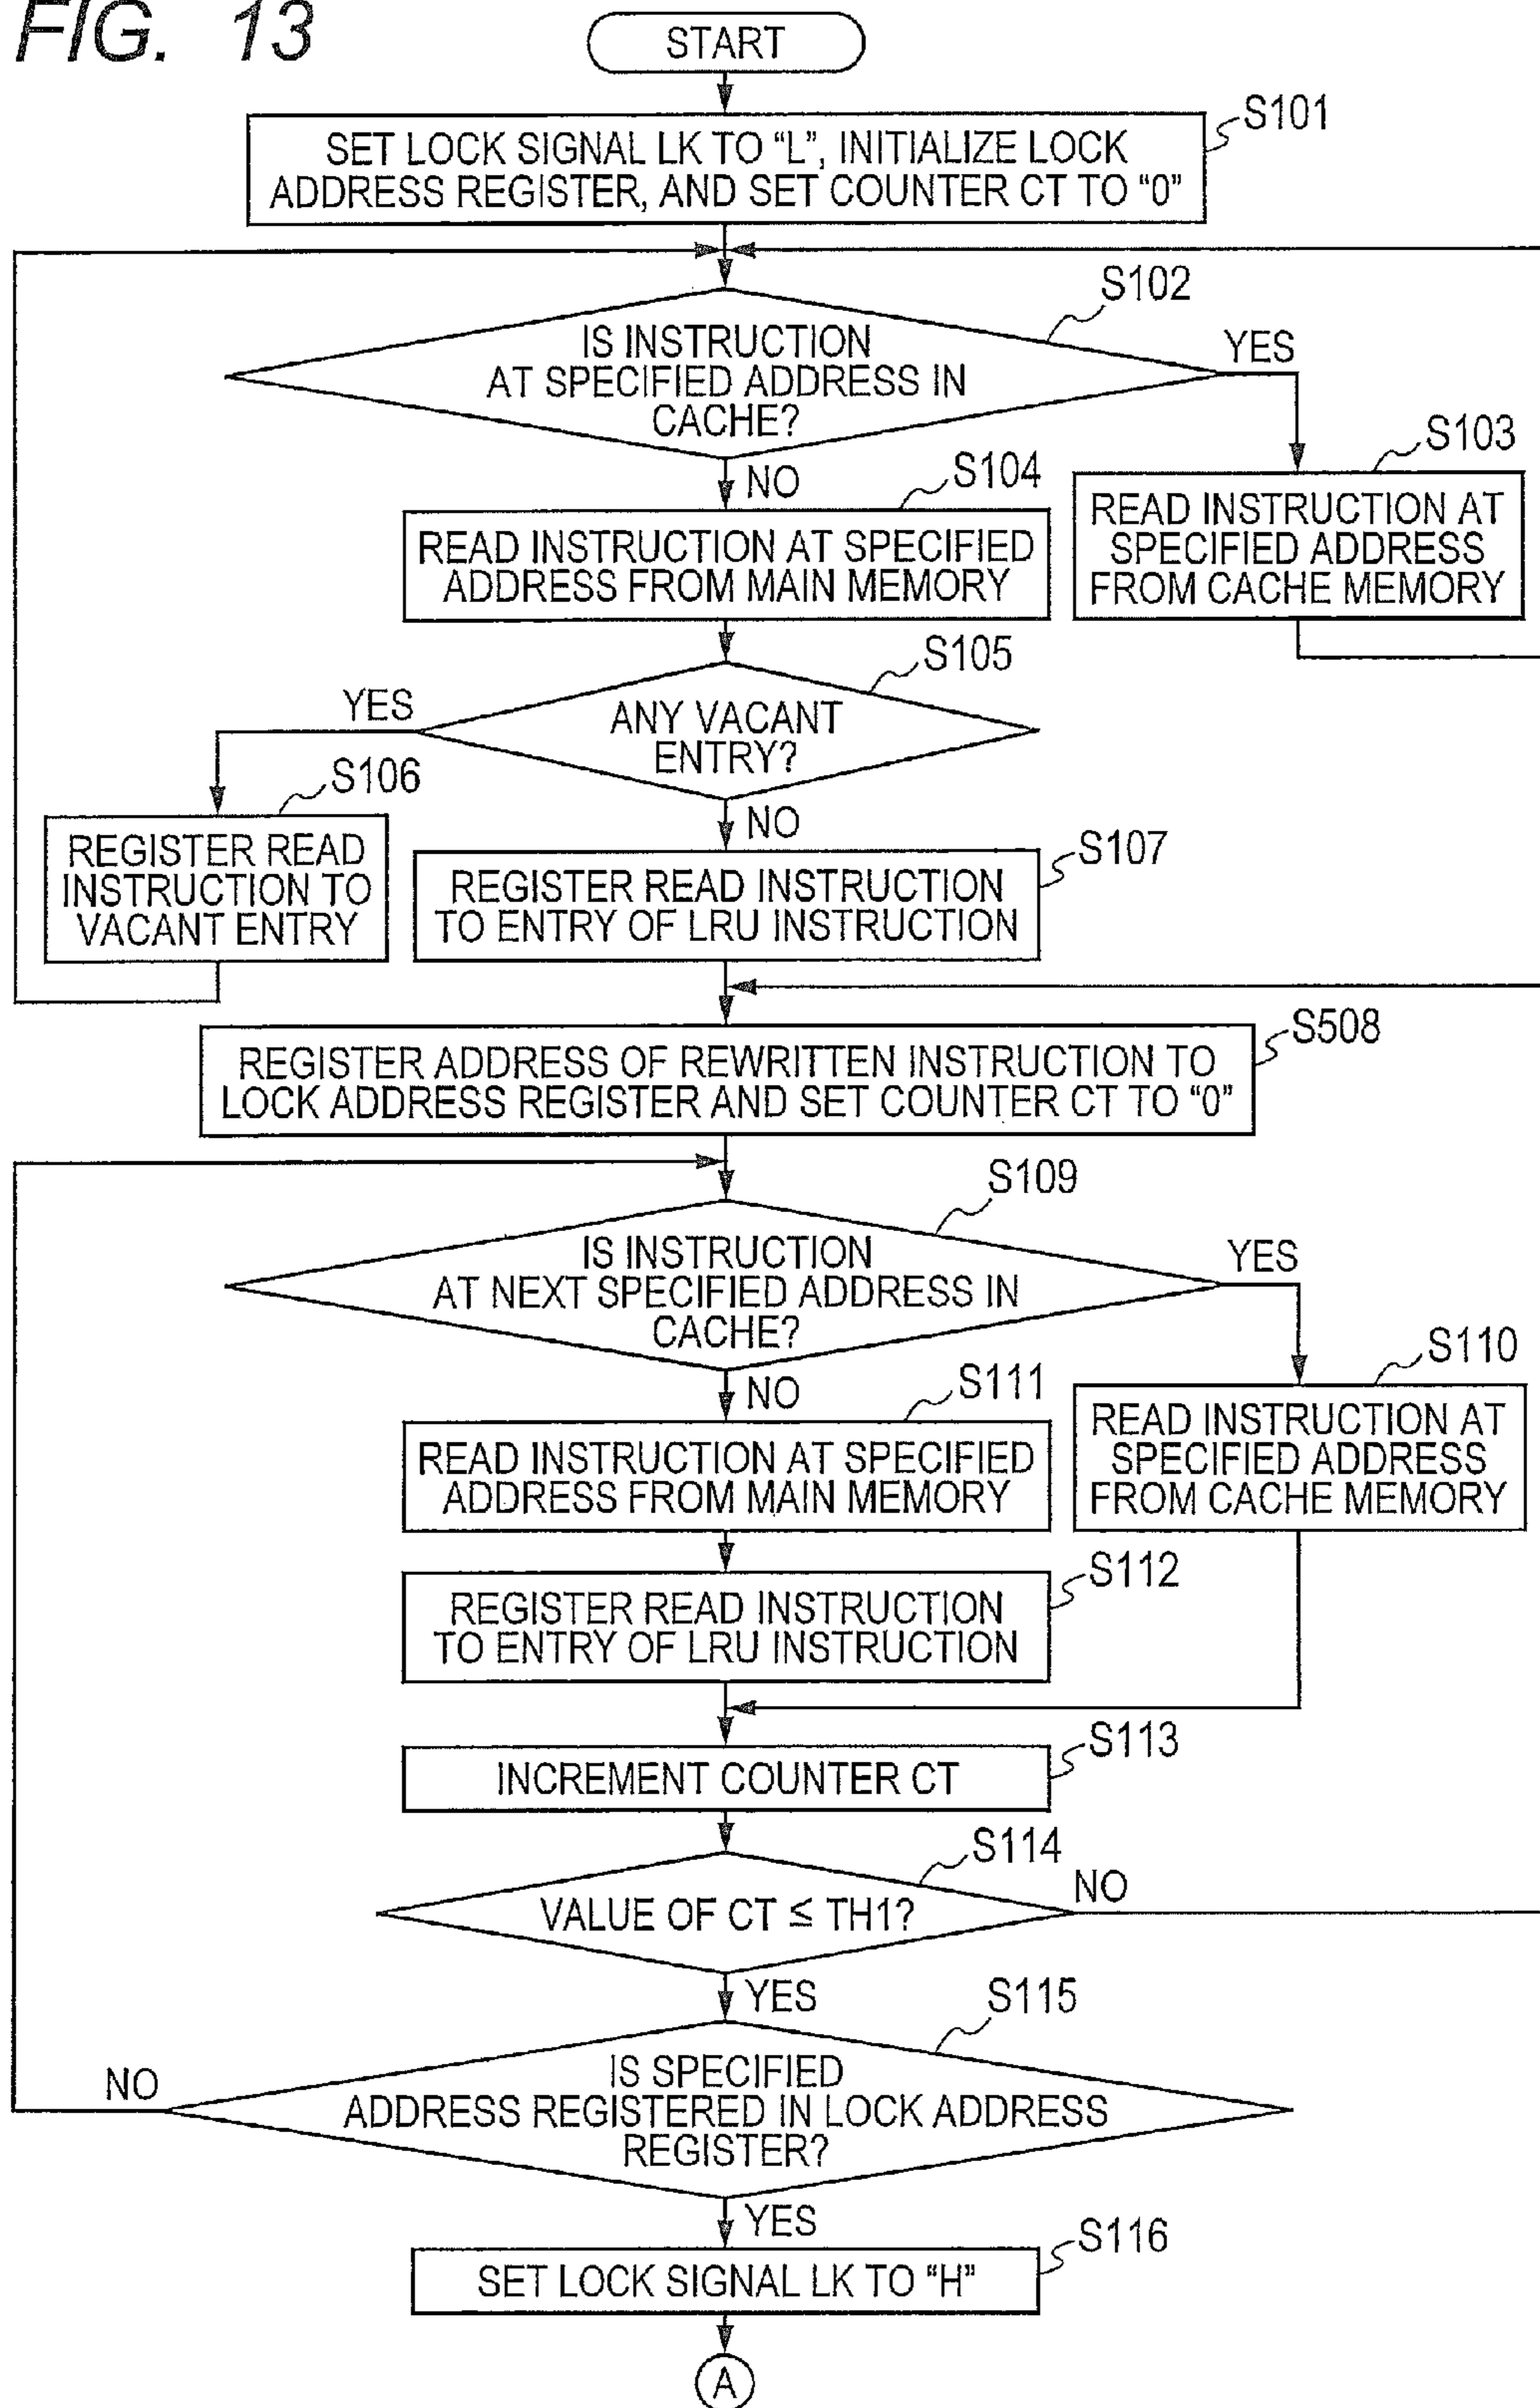 FIG. 13
START
S101
SET LOCK SIGNAL LK TO “L”, INITIALIZE LOCK
ADDRESS REGISTER, AND SET COUNTER CT TO “0”
S102
IS INSTRUCTION
AT SPECIFIED ADDRESS IN
CACHE?
YES
NO
S103
READ INSTRUCTION AT
SPECIFIED ADDRESS
FROM CACHE MEMORY
S104
READ INSTRUCTION AT SPECIFIED
ADDRESS FROM MAIN MEMORY
S105
ANY VACANT
ENTRY?
YES
NO
S106
REGISTER READ
INSTRUCTION TO
VACANT ENTRY
S107
REGISTER READ INSTRUCTION
TO ENTRY OF LRU INSTRUCTION
S508
REGISTER ADDRESS OF REWRITTEN INSTRUCTION TO
LOCK ADDRESS REGISTER AND SET COUNTER CT TO “0”
S109
IS INSTRUCTION
AT NEXT SPECIFIED ADDRESS IN
CACHE?
YES
NO
S110
READ INSTRUCTION AT
SPECIFIED ADDRESS
FROM CACHE MEMORY
S111
READ INSTRUCTION AT SPECIFIED
ADDRESS FROM MAIN MEMORY
S112
REGISTER READ INSTRUCTION
TO ENTRY OF LRU INSTRUCTION
S113
INCREMENT COUNTER CT
S114
VALUE OF CT ≦ TH1?
NO
YES
S115
IS SPECIFIED
ADDRESS REGISTERED IN LOCK ADDRESS
REGISTER?
NO
YES
S116
SET LOCK SIGNAL LK TO “H”
A